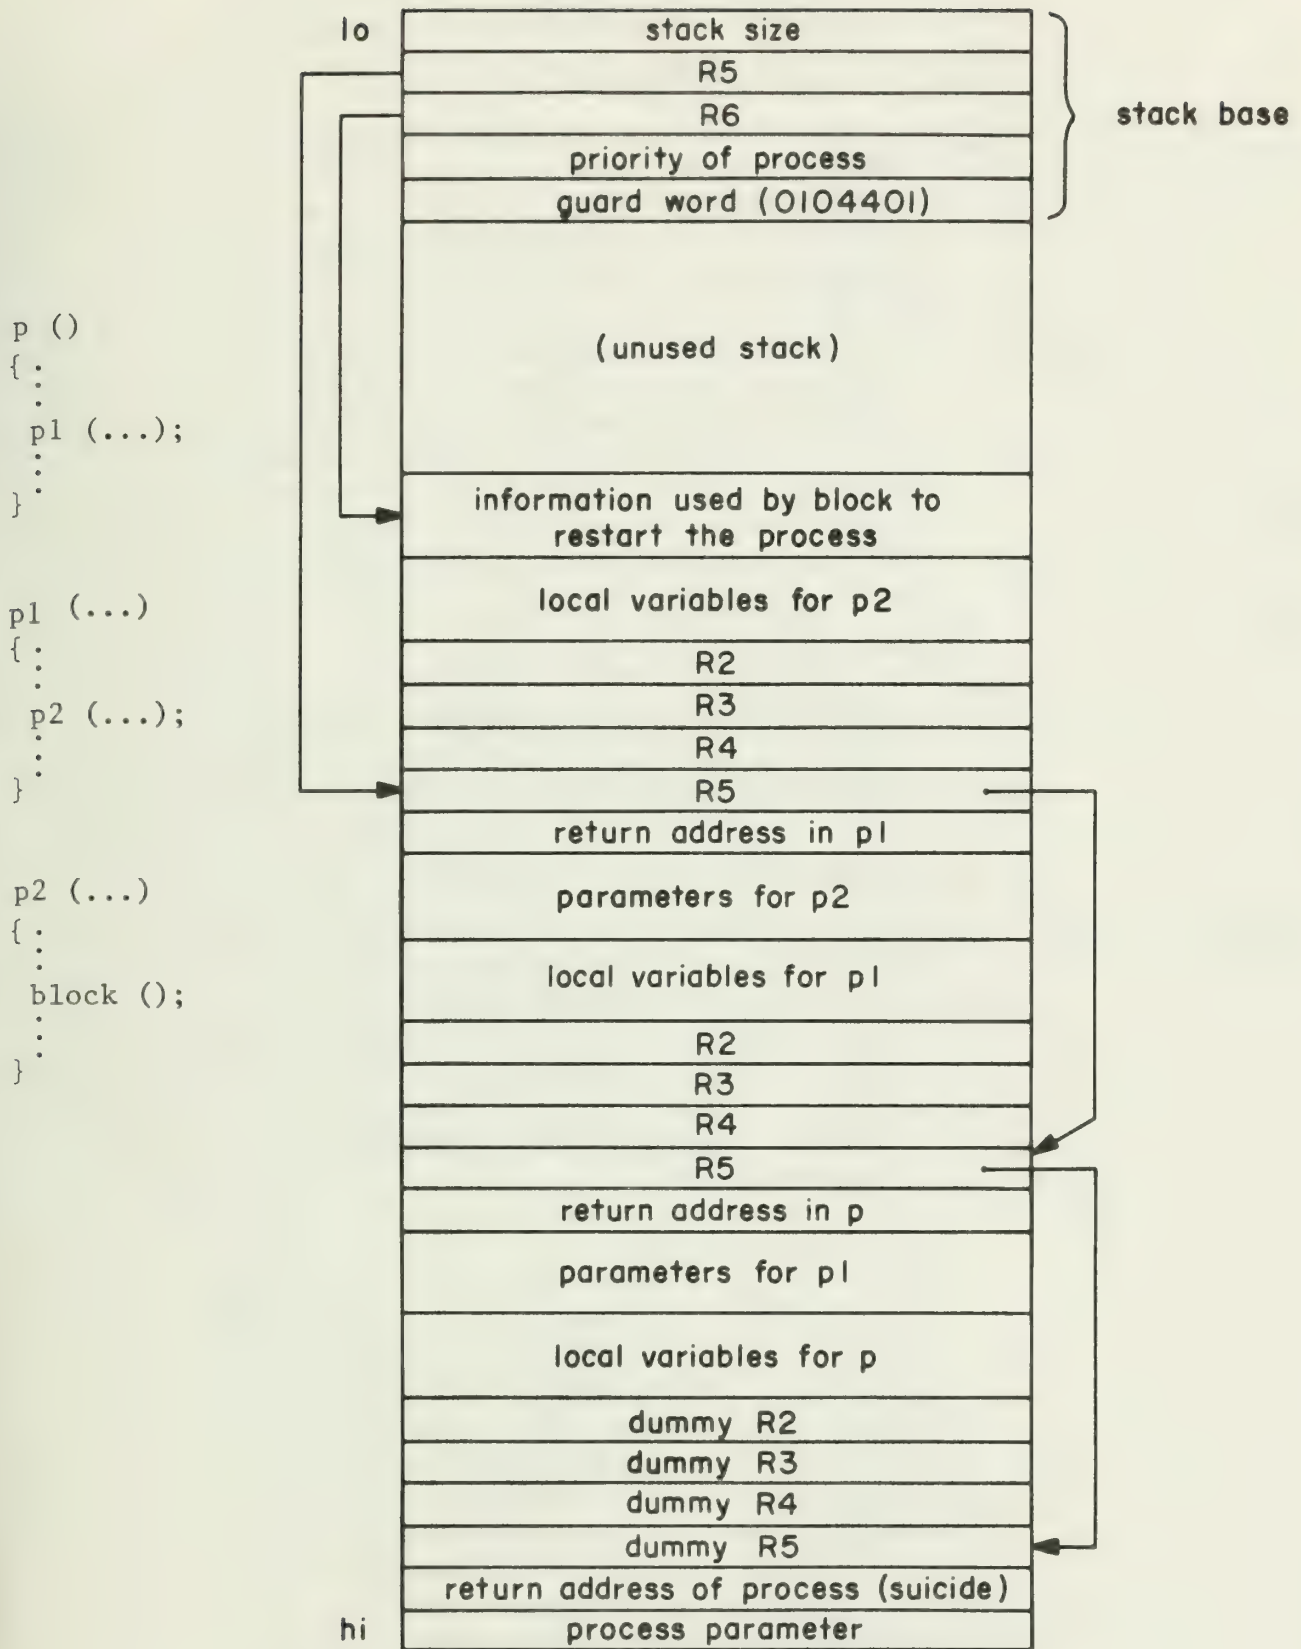 lo
stack size
R5
R6
priority of process
guard word (0104401)
stack base
(unused stack)
information used by block to
restart the process
local variables for p2
R2
R3
R4
R5
return address in p1
parameters for p2
local variables for p1
R2
R3
R4
R5
return address in p
parameters for p1
local variables for p
dummy R2
dummy R3
dummy R4
dummy R5
return address of process (suicide)
hi
process parameter
p ()
{ .
.
.
p1 (...);
.
.
.
}
p1 (...)
{ .
.
.
p2 (...);
.
.
.
}
p2 (...)
{ .
.
.
block ();
.
.
.
}